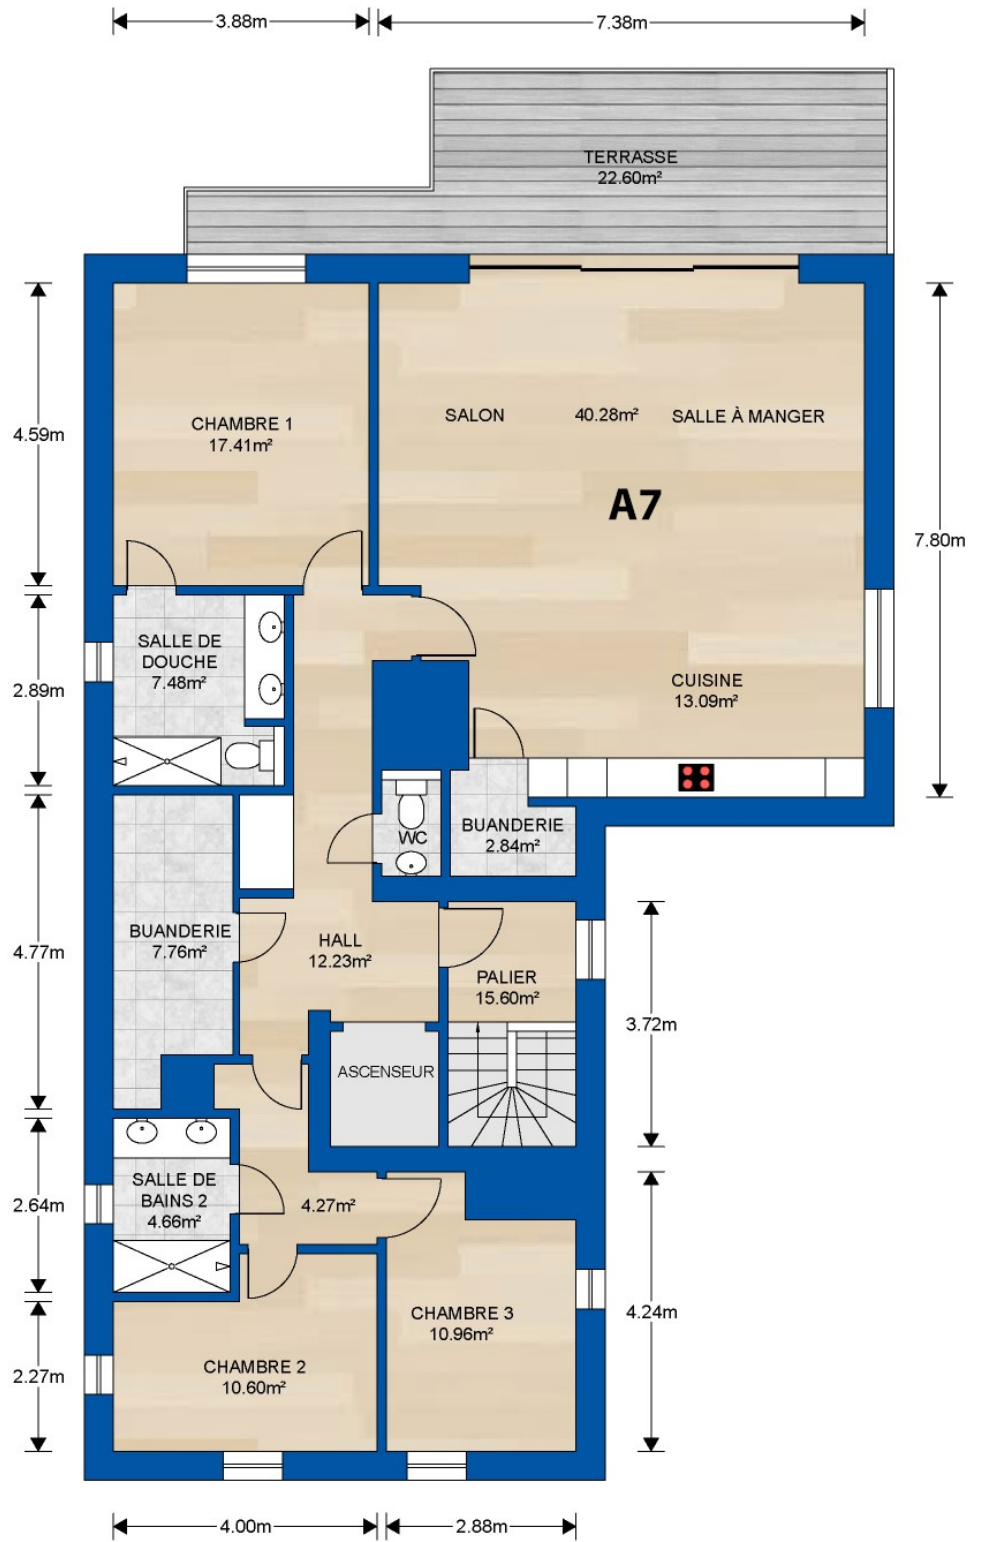 3.88m
7.38m
TERRASSE
22.60m²
4.59m
CHAMBRE 1
17.41m²
SALON
40.28m²
SALLE À MANGER
A7
7.80m
2.89m
SALLE DE
DOUCHE
7.48m²
CUISINE
13.09m²
WC
BUANDERIE
2.84m²
4.77m
BUANDERIE
7.76m²
HALL
12.23m²
PALIER
15.60m²
3.72m
ASCENSEUR
2.64m
SALLE DE
BAINS 2
4.66m²
4.27m²
CHAMBRE 3
10.96m²
4.24m
2.27m
CHAMBRE 2
10.60m²
4.00m
2.88m